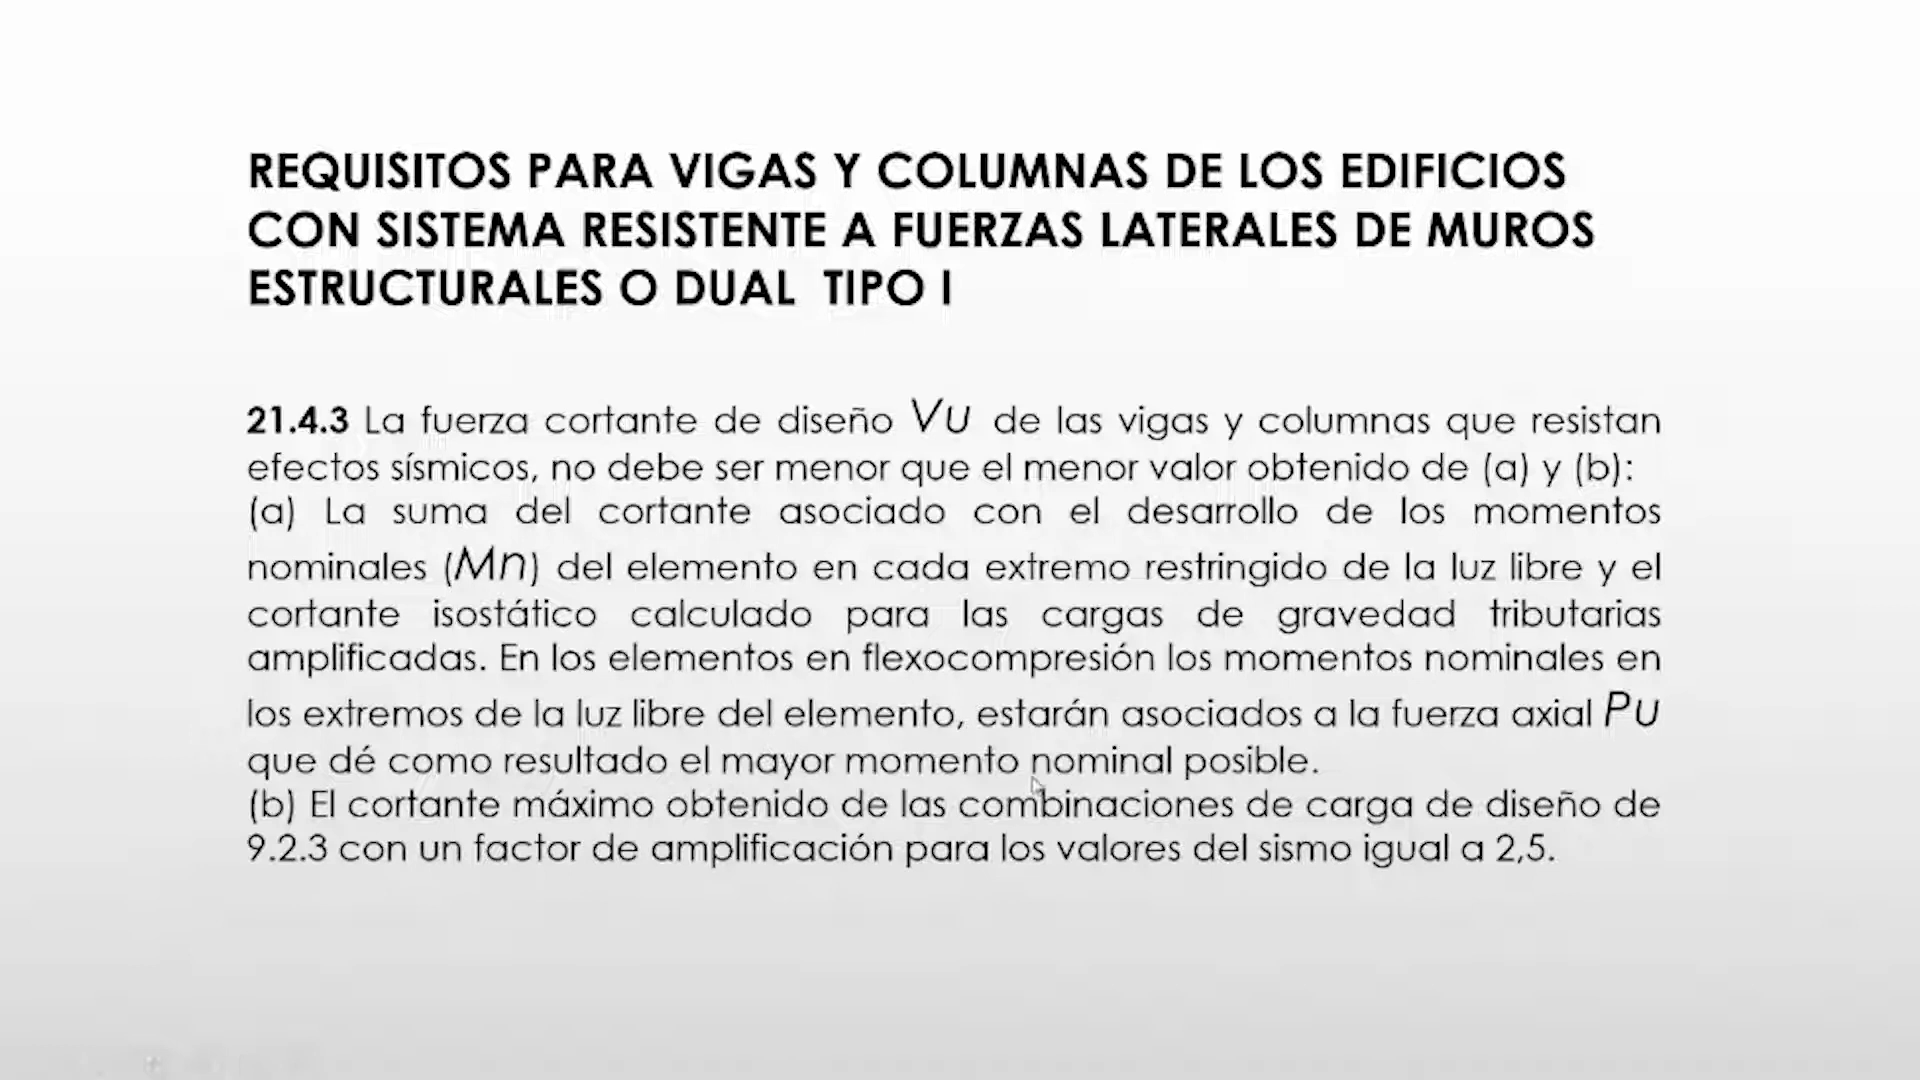 REQUISITOS PARA VIGAS Y COLUMNAS DE LOS EDIFICIOS
CON SISTEMA RESISTENTE A FUERZAS LATERALES DE MUROS
ESTRUCTURALES O DUAL TIPO I
21.4.3 La fuerza cortante de diseño Vu de las vigas y columnas que resistan
efectos sísmicos, no debe ser menor que el menor valor obtenido de (a) y (b):
(a) La suma del cortante asociado con el desarrollo de los momentos
nominales (Mn) del elemento en cada extremo restringido de la luz libre y el
cortante isostático calculado para las cargas de gravedad tributarias
amplificadas. En los elementos en flexocompresión los momentos nominales en
los extremos de la luz libre del elemento, estarán asociados a la fuerza axial Pu
que dé como resultado el mayor momento nominal posible.
(b) El cortante máximo obtenido de las combinaciones de carga de diseño de
9.2.3 con un factor de amplificación para los valores del sismo igual a 2,5.